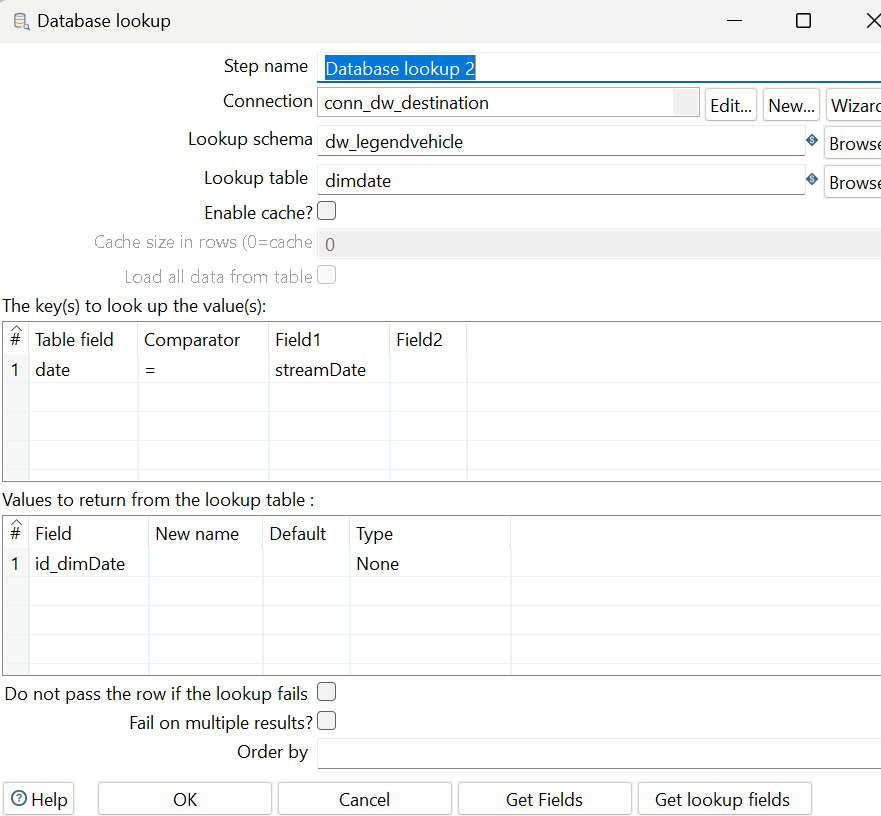 Database lookup
Step name Database lookup 2
Connection conn_dw_destination Edit... New... Wizard
Lookup schema dw_legendvehicle Browse
Lookup table dimdate Browse
Enable cache?
Cache size in rows (0=cache 0
Load all data from table
The key(s) to look up the value(s):
# Table field Comparator Field1 Field2
1 date = streamDate
Values to return from the lookup table :
# Field New name Default Type
1 id_dimDate None
Do not pass the row if the lookup fails
Fail on multiple results?
Order by
Help OK Cancel Get Fields Get lookup fields